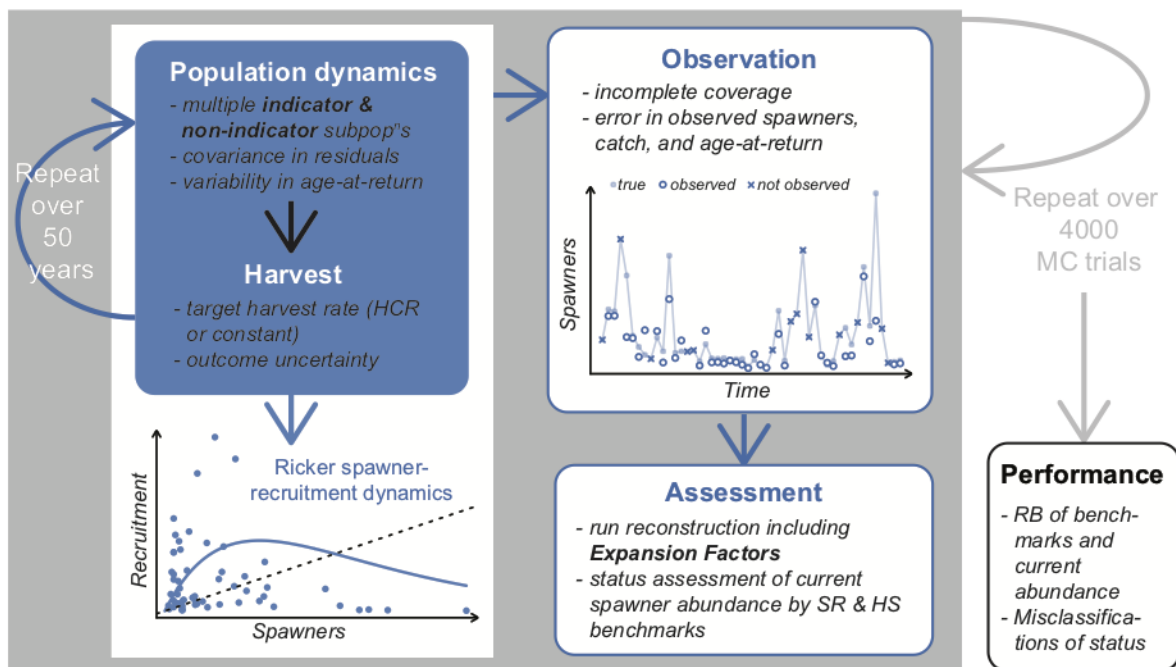 Population dynamics
- multiple indicator &
non-indicator subpopⁿs
- covariance in residuals
- variability in age-at-return
Repeat
over
50
years
Harvest
- target harvest rate (HCR
or constant)
- outcome uncertainty
Ricker spawner-
recruitment dynamics
Recruitment
Spawners
Observation
- incomplete coverage
- error in observed spawners,
catch, and age-at-return
true observed not observed
Spawners
Time
Assessment
- run reconstruction including
Expansion Factors
- status assessment of current
spawner abundance by SR & HS
benchmarks
Repeat over
4000
MC trials
Performance
- RB of bench-
marks and
current
abundance
- Misclassifica-
tions of status